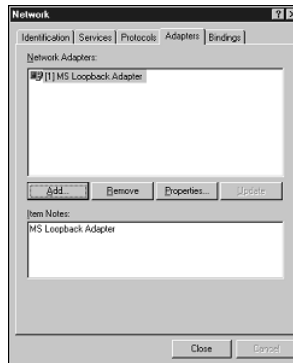 Network
Identification Services Protocols Adapters Bindings
Network Adapters:
[1] MS Loopback Adapter
Add... Remove Properties... Update
Item Notes:
MS Loopback Adapter
Close Cancel